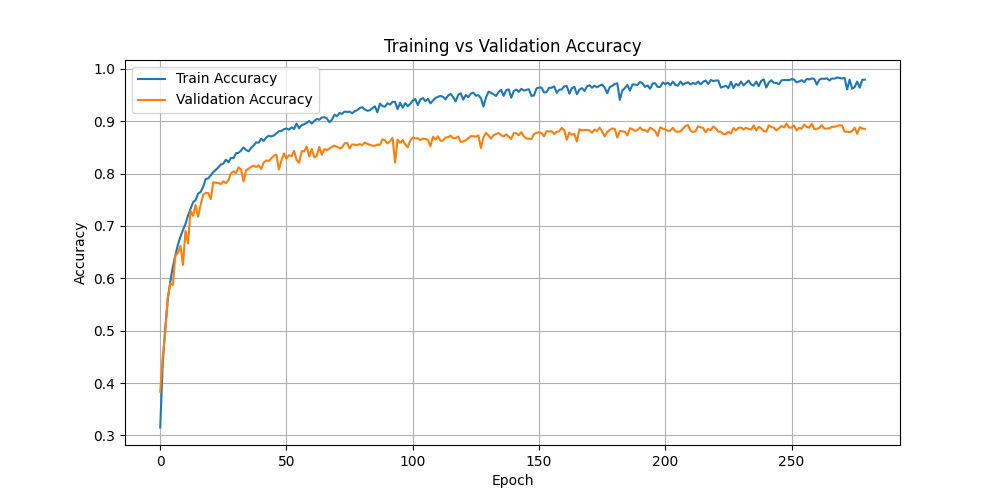 Training vs Validation Accuracy
Train Accuracy
Validation Accuracy
Accuracy
1.0
0.9
0.8
0.7
0.6
0.5
0.4
0.3
0 50 100 150 200 250
Epoch